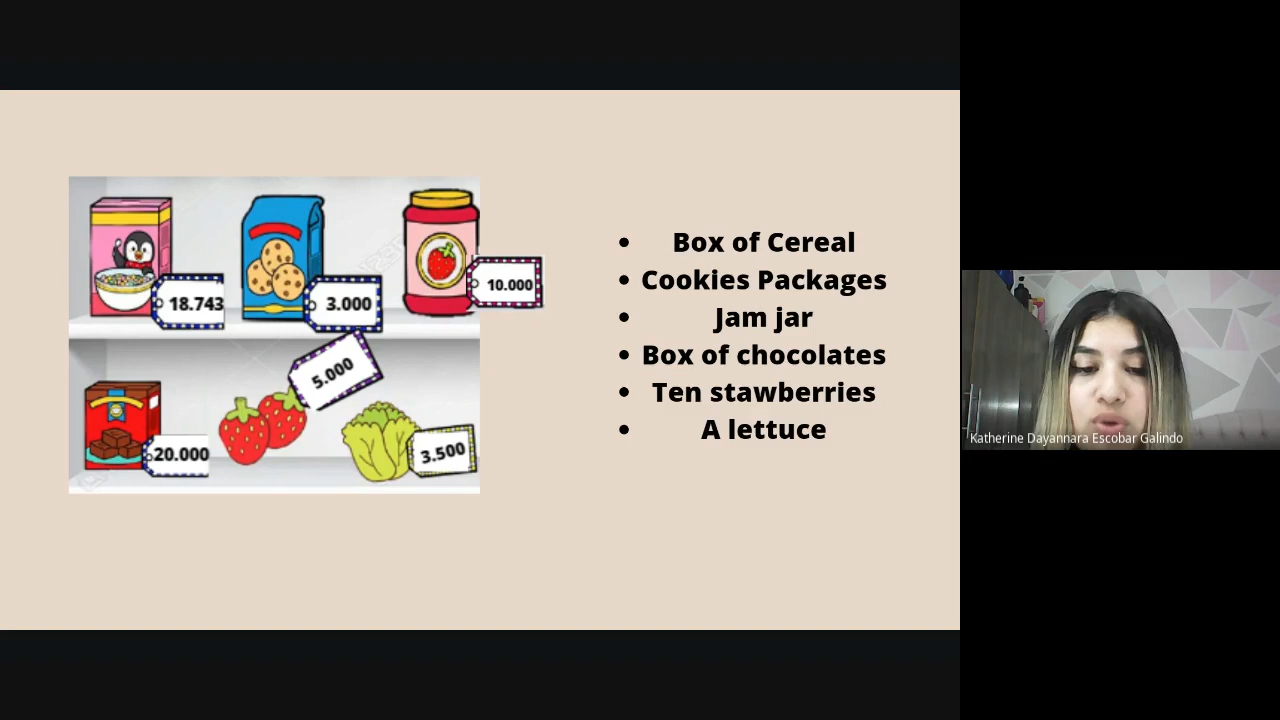 18.743
3.000
10.000
5.000
20.000
3.500
• Box of Cereal
• Cookies Packages
• Jam jar
• Box of chocolates
• Ten stawberries
• A lettuce
Katherine Dayannara Escobar Galindo